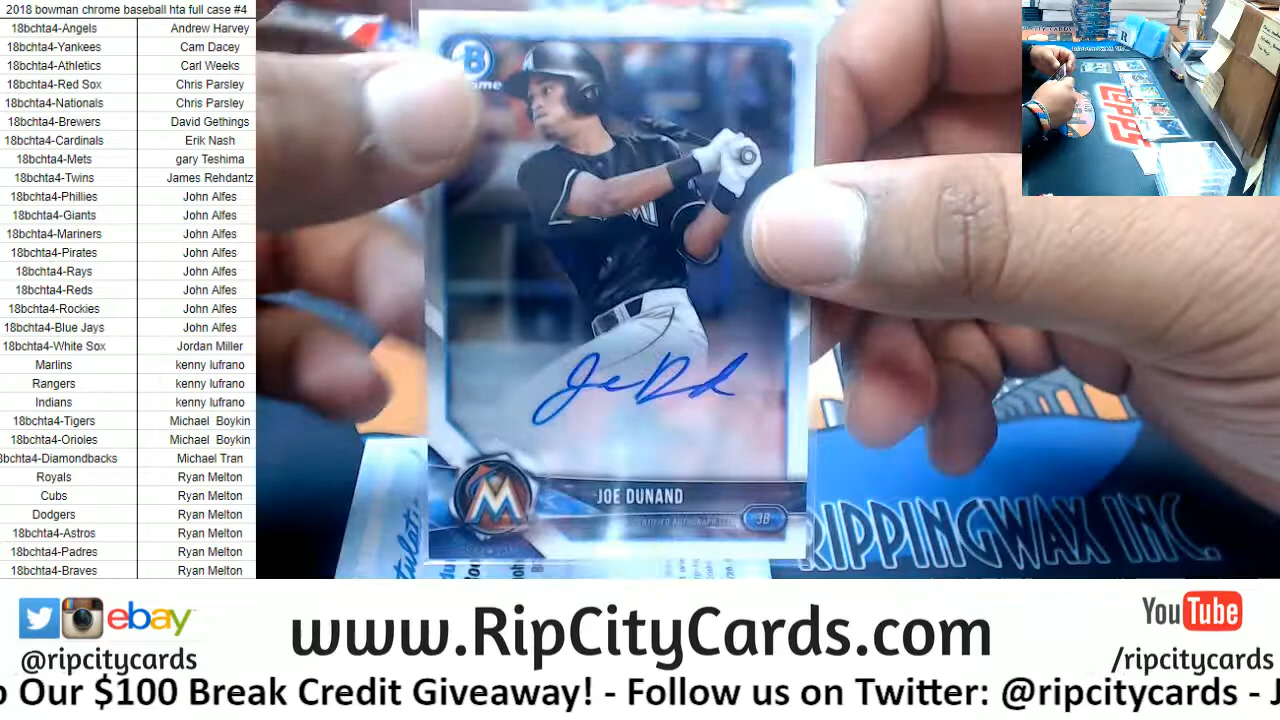 2018 bowman chrome baseball hta full case #4
18bchta4-Angels Andrew Harvey
18bchta4-Yankees Cam Dacey
18bchta4-Athletics Carl Weeks
18bchta4-Red Sox Chris Parsley
18bchta4-Nationals Chris Parsley
18bchta4-Brewers David Gethings
18bchta4-Cardinals Erik Nash
18bchta4-Mets gary Teshima
18bchta4-Twins James Rehdantz
18bchta4-Phillies John Alfes
18bchta4-Giants John Alfes
18bchta4-Mariners John Alfes
18bchta4-Pirates John Alfes
18bchta4-Rays John Alfes
18bchta4-Reds John Alfes
18bchta4-Rockies John Alfes
18bchta4-Blue Jays John Alfes
18bchta4-White Sox Jordan Miller
Marlins kenny lufrano
Rangers kenny lufrano
Indians kenny lufrano
18bchta4-Tigers Michael Boykin
18bchta4-Orioles Michael Boykin
8bchta4-Diamondbacks Michael Tran
Royals Ryan Melton
Cubs Ryan Melton
Dodgers Ryan Melton
18bchta4-Astros Ryan Melton
18bchta4-Padres Ryan Melton
18bchta4-Braves Ryan Melton
B
Joe Dunand
M
JOE DUNAND
CERTIFIED AUTOGRAPH
3B
RIPPINGWAX INC.
topps
ebay
@ripcitycards
www.RipCityCards.com
YouTube
/ripcitycards
o Our $100 Break Credit Giveaway! - Follow us on Twitter: @ripcitycards - J